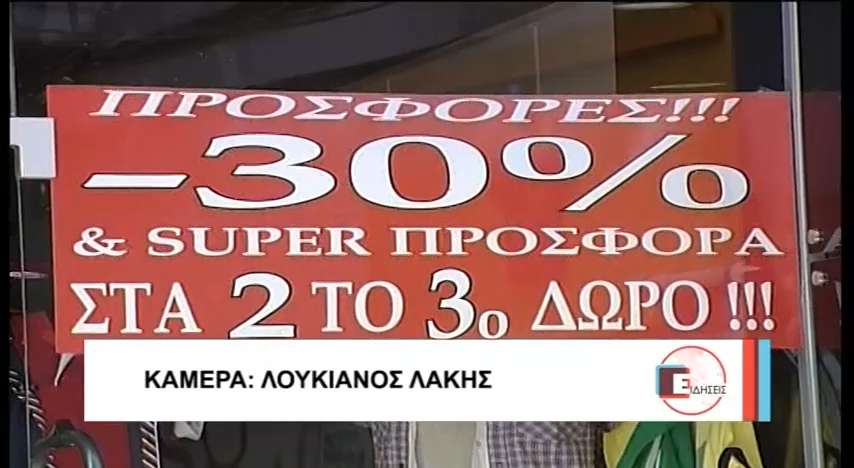 ΠΡΟΣΦΟΡΕΣ!!!
-30%
& SUPER ΠΡΟΣΦΟΡΑ
ΣΤΑ 2 ΤΟ 3ο ΔΩΡΟ !!!
ΚΑΜΕΡΑ: ΛΟΥΚΙΑΝΟΣ ΛΑΚΗΣ
ΕΙΔΗΣΕΙΣ